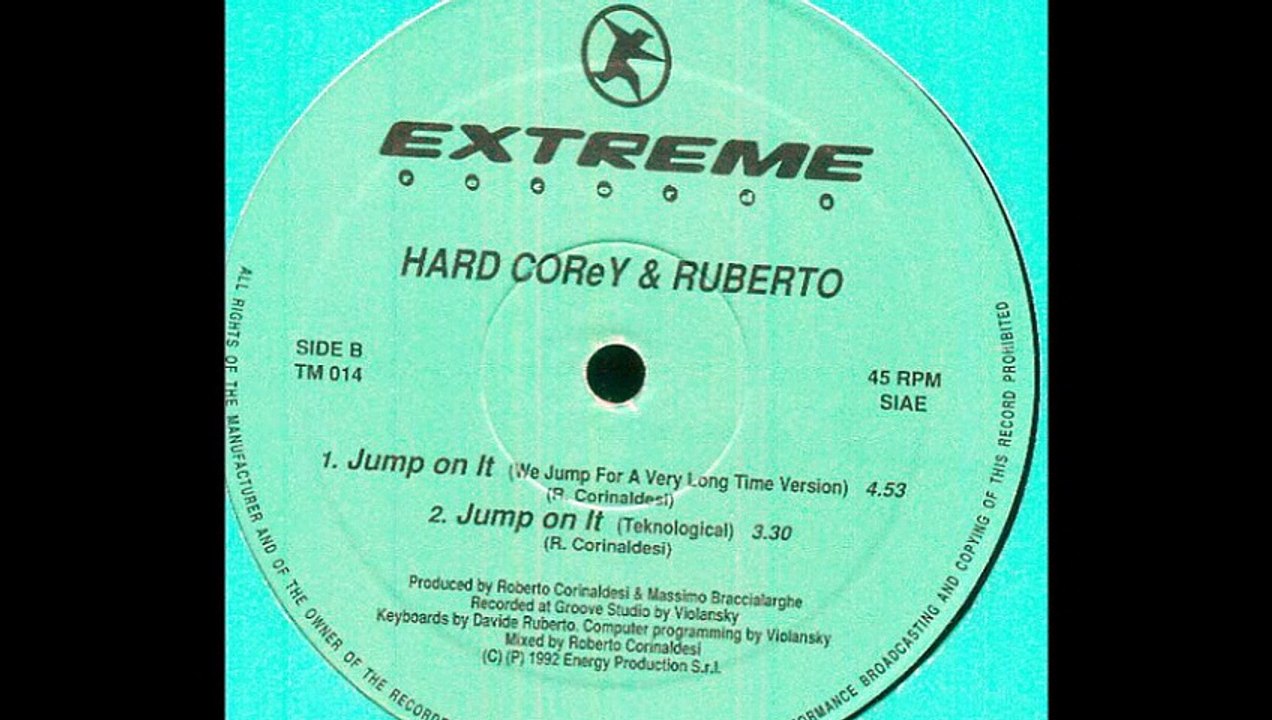 EXTREME
records
HARD COReY & RUBERTO
SIDE B
TM 014
45 RPM
SIAE
1. Jump on It (We Jump For A Very Long Time Version) 4.53
(R. Corinaldesi)
2. Jump on It (Teknological) 3.30
(R. Corinaldesi)
Produced by Roberto Corinaldesi & Massimo Braccialarghe
Recorded at Groove Studio by Violansky
Keyboards by Davide Ruberto, Computer programming by Violansky
Mixed by Roberto Corinaldesi
(C) (P) 1992 Energy Production S.r.l.
ALL RIGHTS OF THE MANUFACTURER AND OF THE OWNER OF THE RECORDE
ORMANCE BROADCASTING AND COPYING OF THIS RECORD PROHIBITED